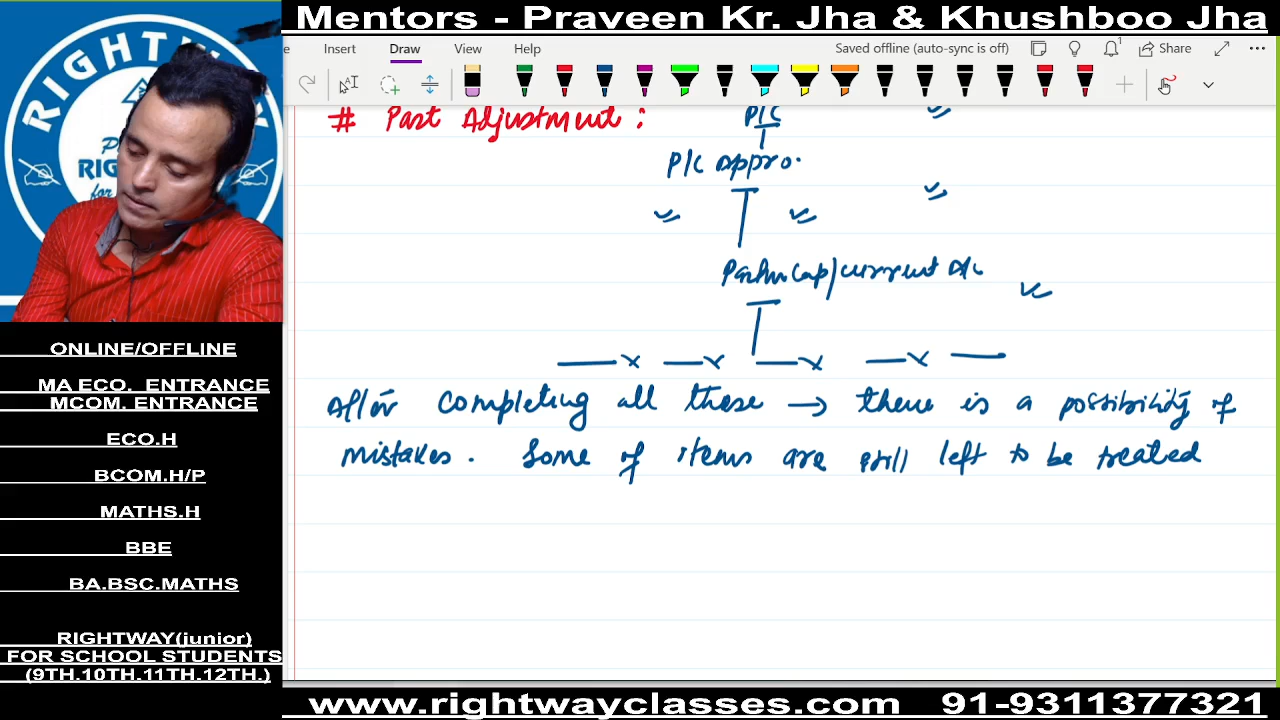 Mentors - Praveen Kr. Jha & Khushboo Jha
Insert Draw View Help Saved offline (auto-sync is off) Share
RIGHTWAY
RIG
# Past Adjustment :
P/L
P/L appro.
Partner Cap/current A/c
After completing all these → there is a possibility of
mistakes. Some of items are still left to be treated
ONLINE/OFFLINE
MA ECO. ENTRANCE
MCOM. ENTRANCE
ECO.H
BCOM.H/P
MATHS.H
BBE
BA.BSC.MATHS
RIGHTWAY(junior)
FOR SCHOOL STUDENTS
(9TH.10TH.11TH.12TH.)
www.rightwayclasses.com 91-9311377321